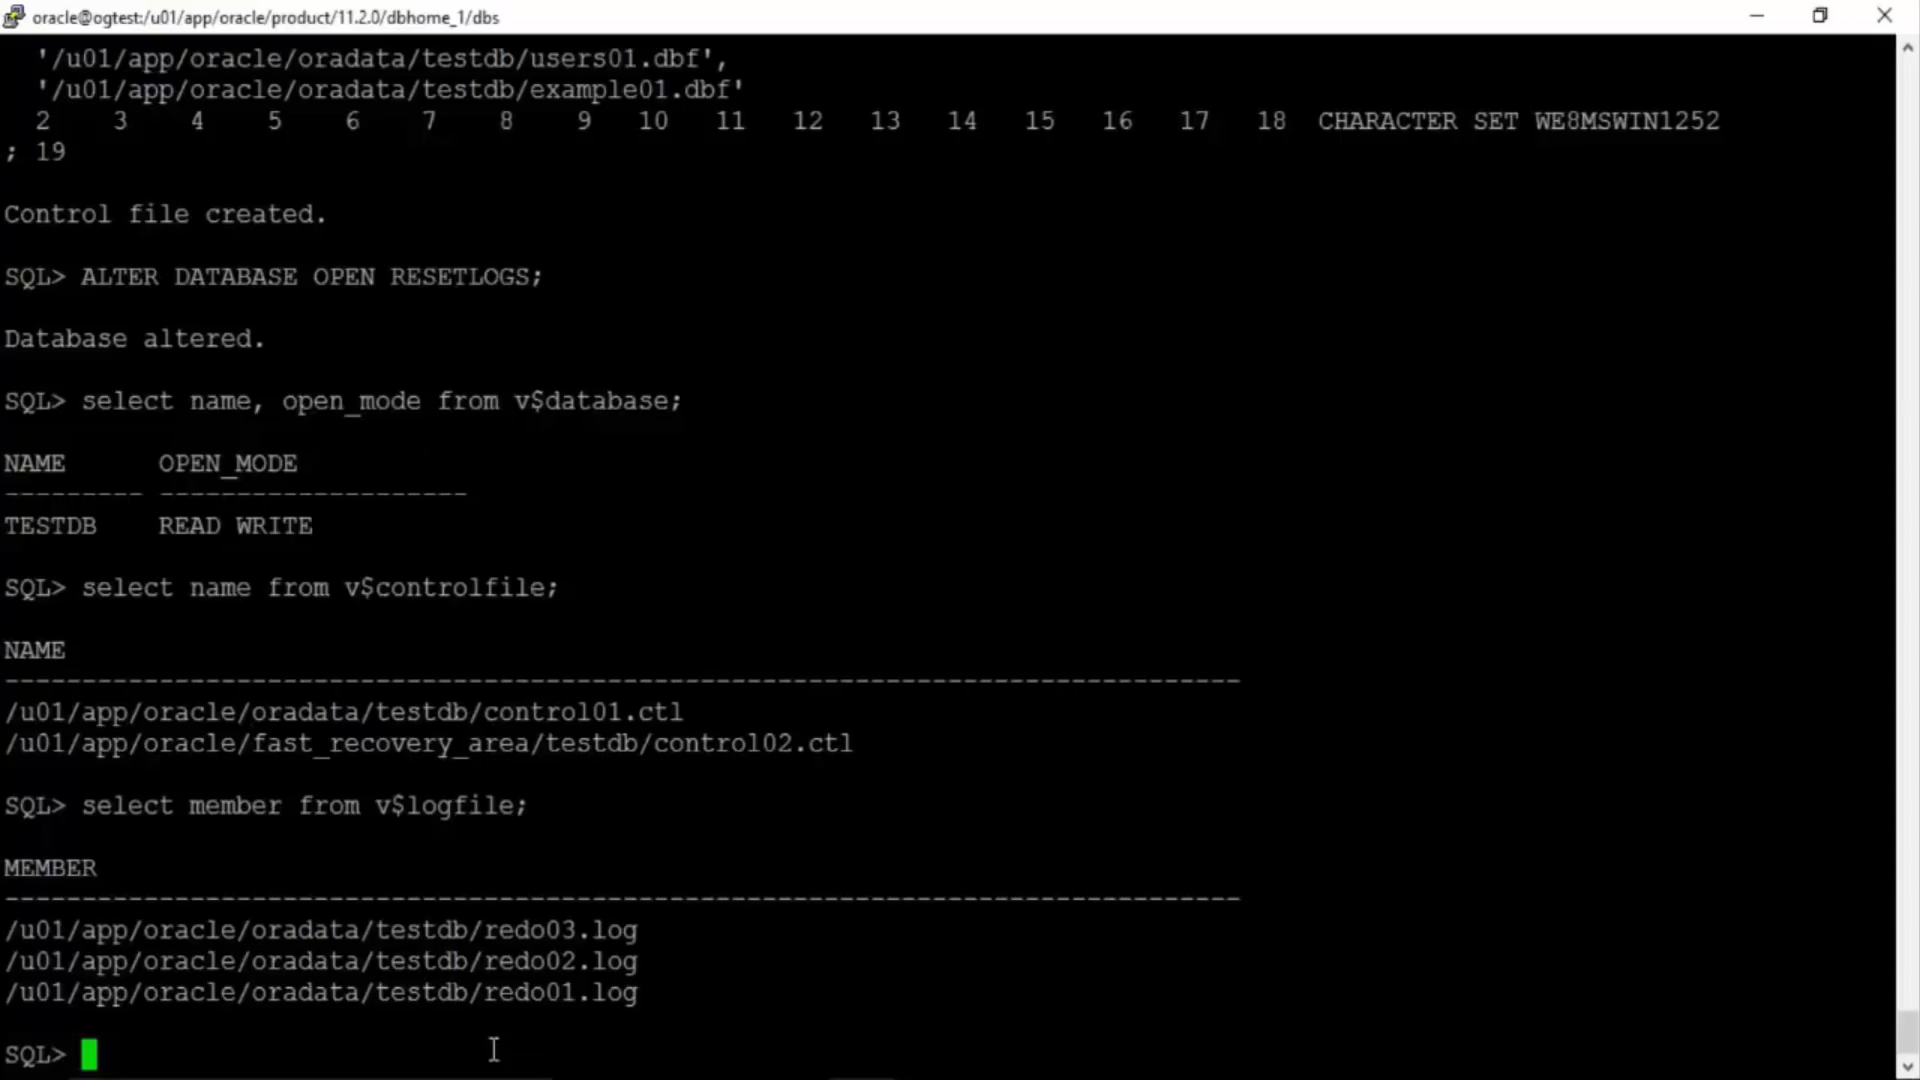 oracle@ogtest:/u01/app/oracle/product/11.2.0/dbhome_1/dbs
'/u01/app/oracle/oradata/testdb/users01.dbf',
'/u01/app/oracle/oradata/testdb/example01.dbf'
2 3 4 5 6 7 8 9 10 11 12 13 14 15 16 17 18 CHARACTER SET WE8MSWIN1252
; 19
Control file created.
SQL> ALTER DATABASE OPEN RESETLOGS;
Database altered.
SQL> select name, open_mode from v$database;
NAME OPEN_MODE
--------- --------------------
TESTDB READ WRITE
SQL> select name from v$controlfile;
NAME
--------------------------------------------------------------------------------
/u01/app/oracle/oradata/testdb/control01.ctl
/u01/app/oracle/fast_recovery_area/testdb/control02.ctl
SQL> select member from v$logfile;
MEMBER
--------------------------------------------------------------------------------
/u01/app/oracle/oradata/testdb/redo03.log
/u01/app/oracle/oradata/testdb/redo02.log
/u01/app/oracle/oradata/testdb/redo01.log
SQL>